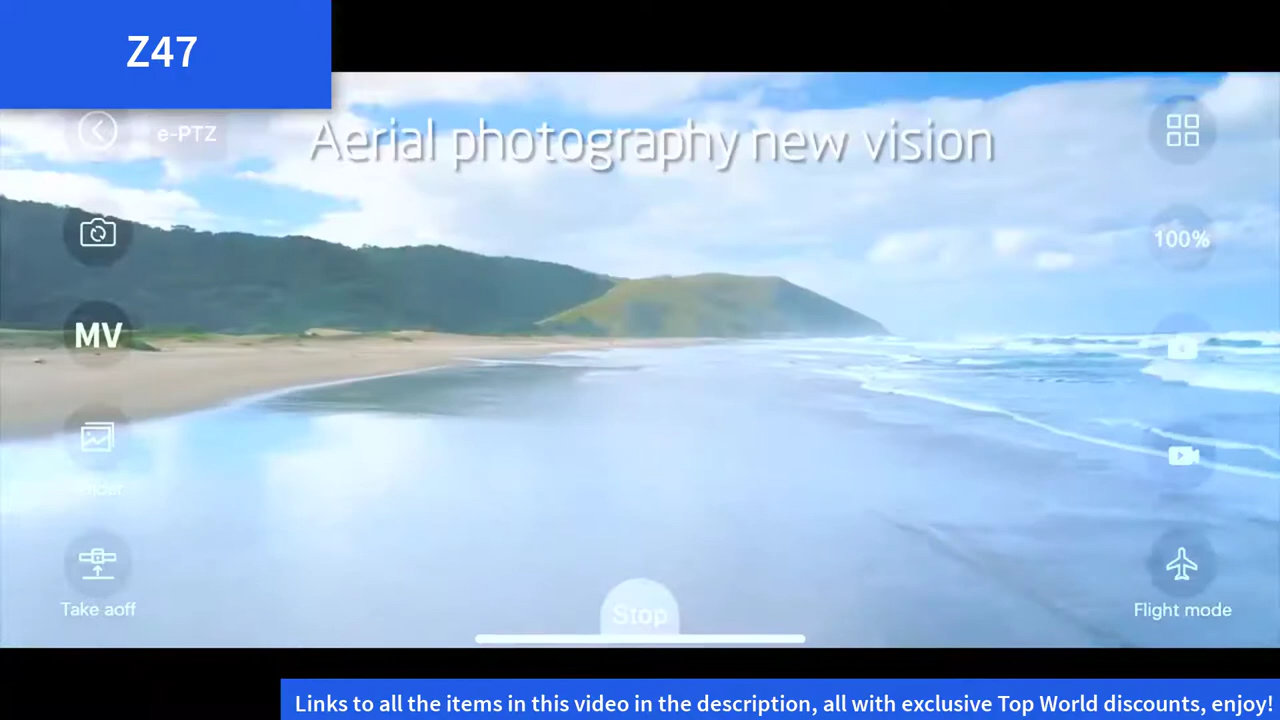 Z47
e-PTZ
Aerial photography new vision
100%
MV
Take aoff
Stop
Flight mode
Links to all the items in this video in the description, all with exclusive Top World discounts, enjoy!